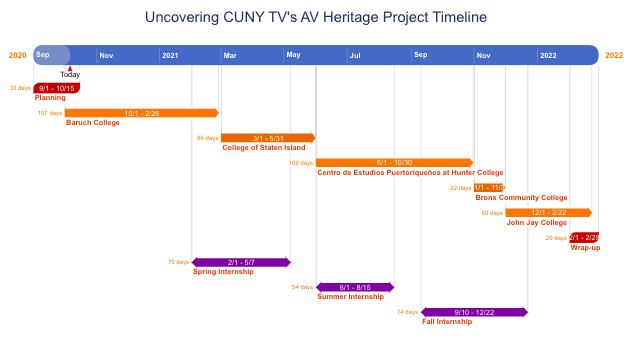 Uncovering CUNY TV's AV Heritage Project Timeline
2020 Sep Nov 2021 Mar May Jul Sep Nov 2022 2022
Today
33 days 9/1 - 10/15
Planning
107 days 10/1 - 2/26
Baruch College
66 days 3/1 - 5/31
College of Staten Island
109 days 6/1 - 10/30
Centro de Estudios Puertoriqueños at Hunter College
22 days
Bronx Community College
60 days 12/1 - 2/22
John Jay College
20 days 2/1 - 2/28
Wrap-up
70 days 2/1 - 5/7
Spring Internship
54 days 6/1 - 8/15
Summer Internship
74 days 9/10 - 12/22
Fall Internship